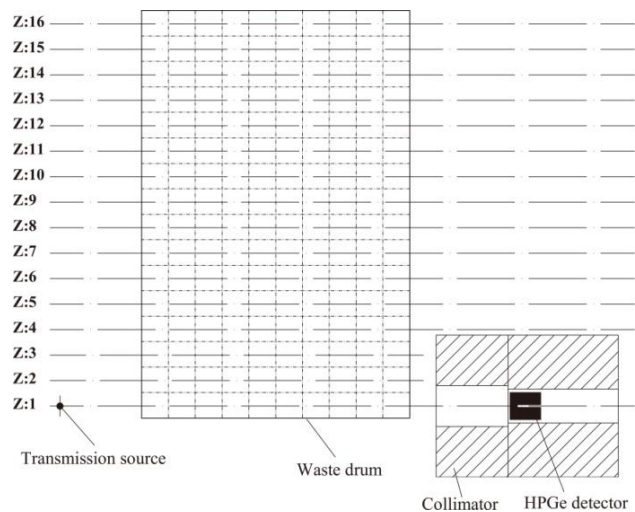 Z:16
Z:15
Z:14
Z:13
Z:12
Z:11
Z:10
Z:9
Z:8
Z:7
Z:6
Z:5
Z:4
Z:3
Z:2
Z:1
Transmission source
Waste drum
Collimator
HPGe detector